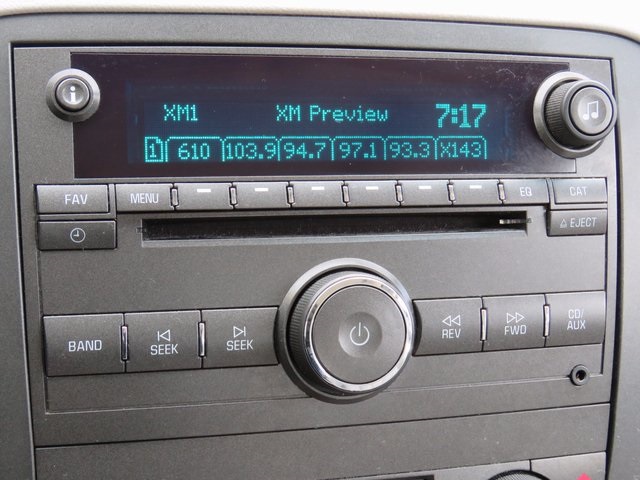 XM1 XM Preview 7:17
1 610 103.9 94.7 97.1 93.3 X143
FAV MENU EQ CAT
EJECT
BAND SEEK SEEK REV FWD CD/
AUX